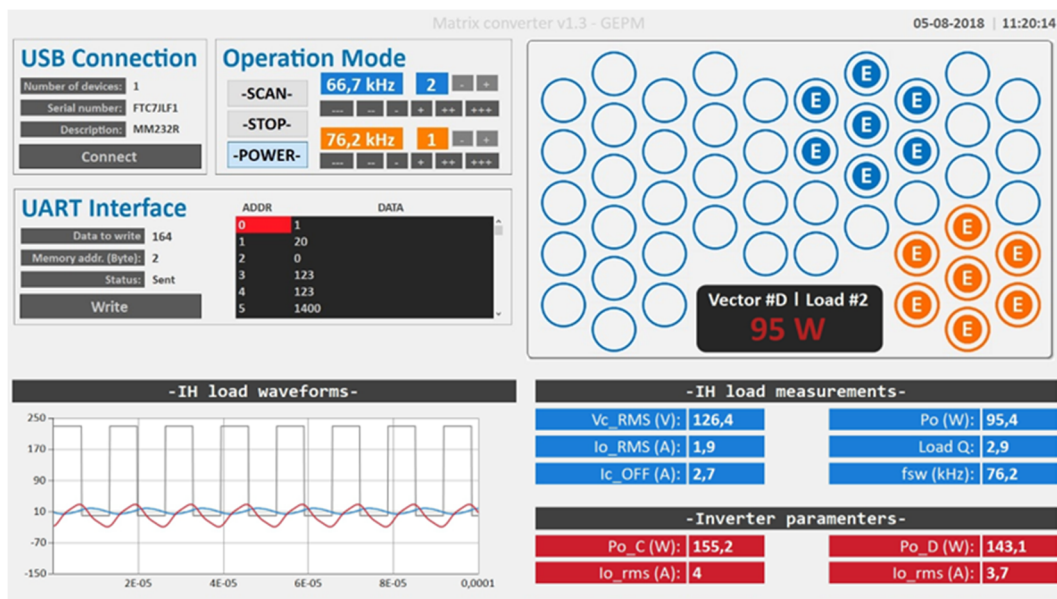 Matrix converter v1.3 - GEPM
05-08-2018 | 11:20:14
USB Connection
Number of devices: 1
Serial number: FTC7JLF1
Description: MM232R
Connect
Operation Mode
-SCAN-
-STOP-
-POWER-
66,7 kHz 2 - +
--- -- - + ++ +++
76,2 kHz 1 - +
--- -- - + ++ +++
UART Interface
Data to write 164
Memory addr. (Byte): 2
Status: Sent
Write
ADDR DATA
0 1
1 20
2 0
3 123
4 123
5 1400
E
E E
E
E E
E
E
E E
E
E E
E
Vector #D | Load #2
95 W
-IH load waveforms-
250
170
90
10
-70
-150
2E-05 4E-05 6E-05 8E-05 0,0001
-IH load measurements-
Vc_RMS (V): 126,4 Po (W): 95,4
Io_RMS (A): 1,9 Load Q: 2,9
Ic_OFF (A): 2,7 fsw (kHz): 76,2
-Inverter paramenters-
Po_C (W): 155,2 Po_D (W): 143,1
Io_rms (A): 4 Io_rms (A): 3,7